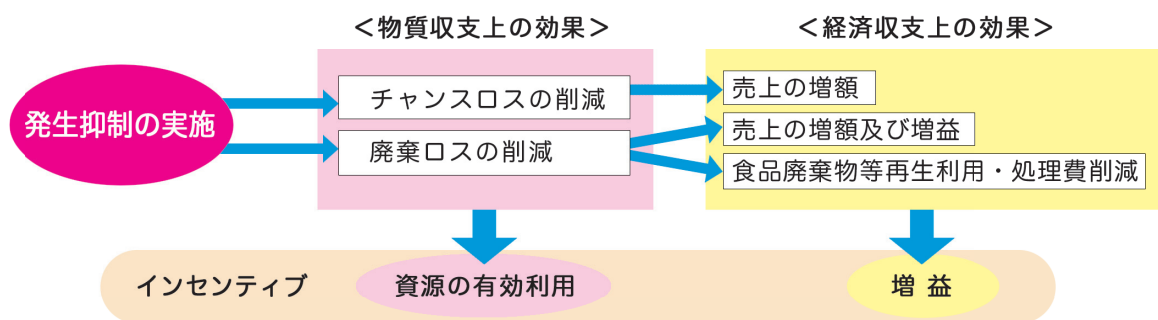 ＜物質収支上の効果＞
＜経済収支上の効果＞
発生抑制の実施
チャンスロスの削減
廃棄ロスの削減
売上の増額
売上の増額及び増益
食品廃棄物等再生利用・処理費削減
インセンティブ
資源の有効利用
増 益